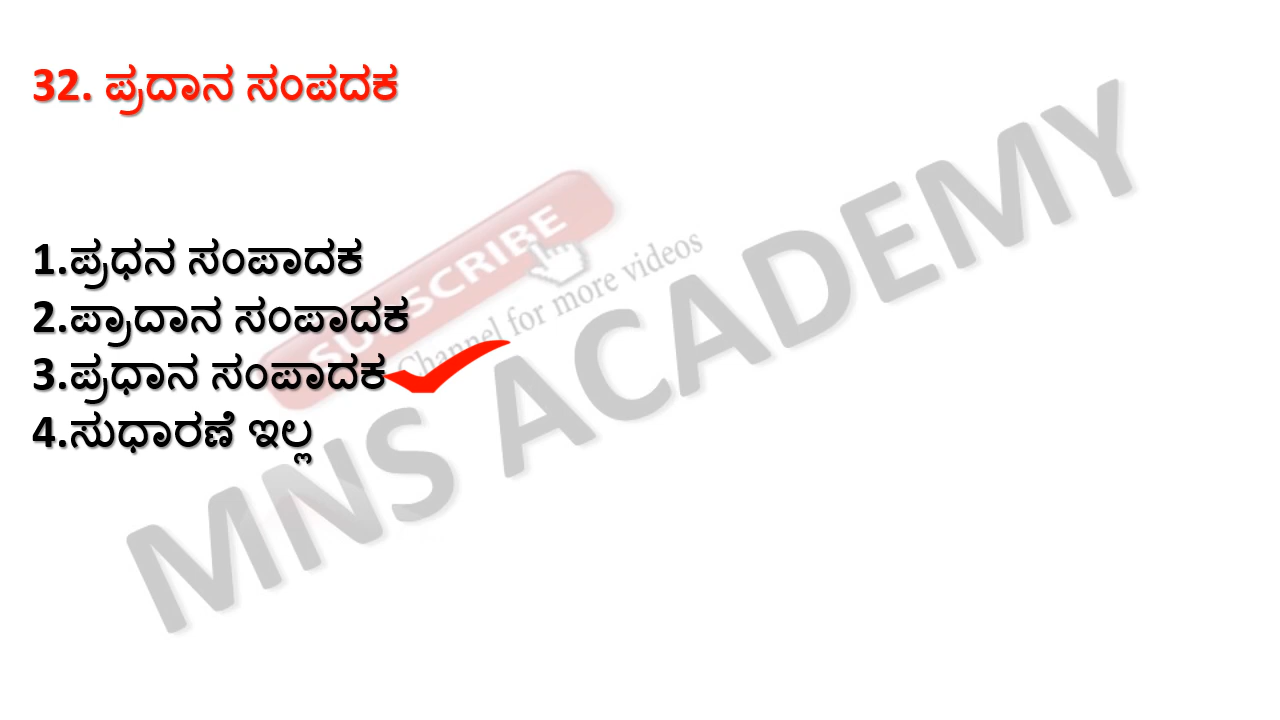 32. ಪ್ರದಾನ ಸಂಪದಕ
1.ಪ್ರಧನ ಸಂಪಾದಕ
2.ಪ್ರಾದಾನ ಸಂಪಾದಕ
3.ಪ್ರಧಾನ ಸಂಪಾದಕ
4.ಸುಧಾರಣೆ ಇಲ್ಲ
SUBSCRIBE
Channel for more videos
MNS ACADEMY